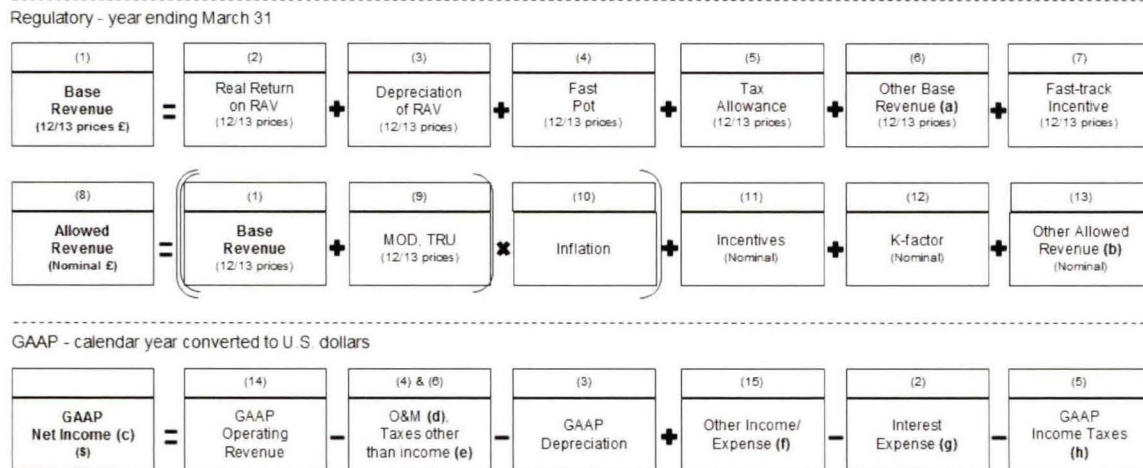 Regulatory - year ending March 31
(1) (2) (3) (4) (5) (6) (7)
Base Revenue (12/13 prices £) = Real Return on RAV (12/13 prices) + Depreciation of RAV (12/13 prices) + Fast Pot (12/13 prices) + Tax Allowance (12/13 prices) + Other Base Revenue (a) (12/13 prices) + Fast-track Incentive (12/13 prices)
(8) (1) (9) (10) (11) (12) (13)
Allowed Revenue (Nominal £) = ( ( Base Revenue (12/13 prices) + MOD, TRU (12/13 prices) ) × Inflation ) + Incentives (Nominal) + K-factor (Nominal) + Other Allowed Revenue (b) (Nominal)
GAAP - calendar year converted to U.S. dollars
(14) (4) & (6) (3) (15) (2) (5)
GAAP Net Income (c) ($) = GAAP Operating Revenue − O&M (d), Taxes other than income (e) − GAAP Depreciation + Other Income/ Expense (f) − Interest Expense (g) − GAAP Income Taxes (h)